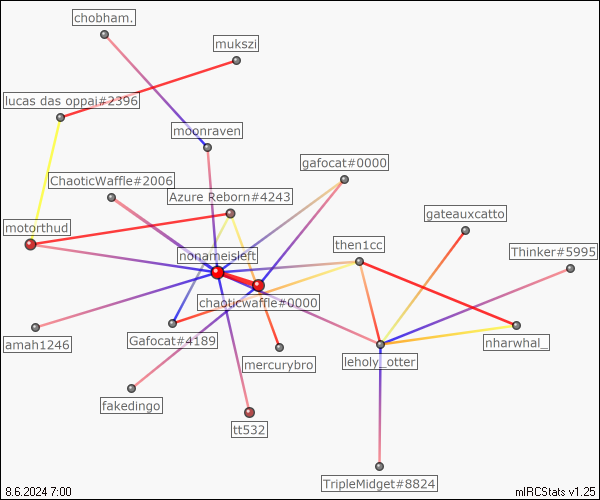 chobham.
mukszi
lucas das oppai#2396
moonraven
gafocat#0000
ChaoticWaffle#2006
Azure Reborn#4243
gateauxcatto
motorthud
then1cc
Thinker#5995
nonameisleft
chaoticwaffle#0000
Gafocat#4189
amah1246
nharwhal_
leholy_otter
mercurybro
fakedingo
tt532
TripleMidget#8824
8.6.2024 7:00
mIRCStats v1.25